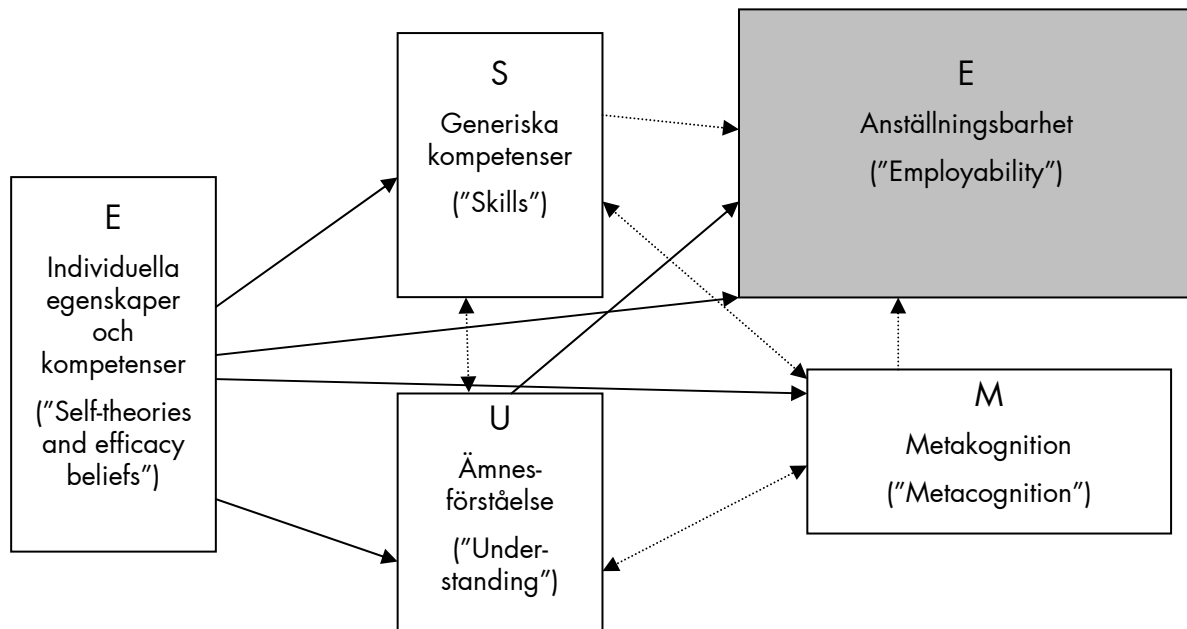 E
Individuella
egenskaper
och
kompetenser
(”Self-theories
and efficacy
beliefs”)
S
Generiska
kompetenser
(”Skills”)
U
Ämnes-
förståelse
(”Under-
standing”)
E
Anställningsbarhet
(”Employability”)
M
Metakognition
(”Metacognition”)